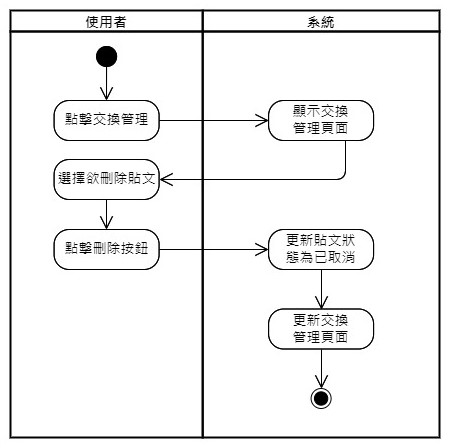 使用者
系統
點擊交換管理
顯示交換
管理頁面
選擇欲刪除貼文
點擊刪除按鈕
更新貼文狀
態為已取消
更新交換
管理頁面